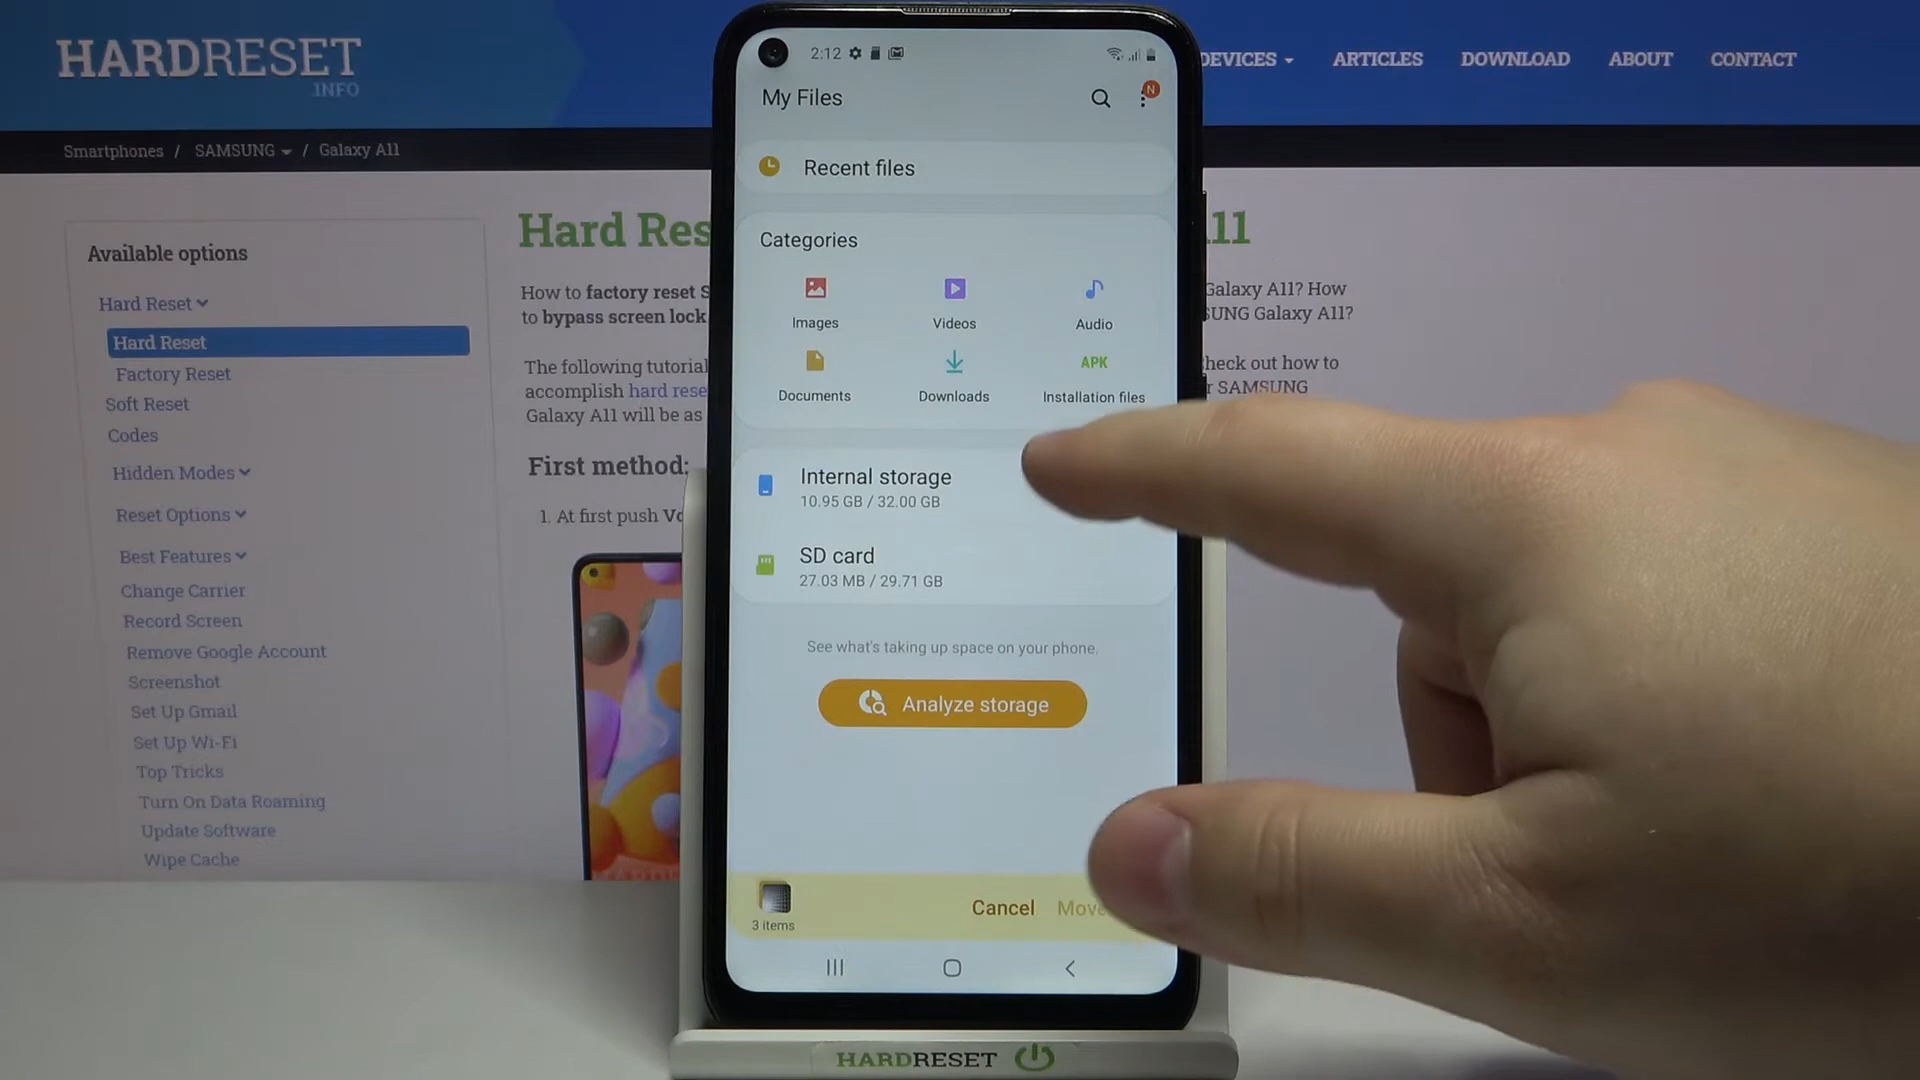 HARDRESET
.INFO
DEVICES
ARTICLES
DOWNLOAD
ABOUT
CONTACT
Smartphones / SAMSUNG / Galaxy A11
Available options
Hard Reset
Hard Reset
Factory Reset
Soft Reset
Codes
Hidden Modes
Reset Options
Best Features
Change Carrier
Record Screen
Remove Google Account
Screenshot
Set Up Gmail
Set Up Wi-Fi
Top Tricks
Turn On Data Roaming
Update Software
Wipe Cache
Hard Res
A11
How to factory reset S
Galaxy A11? How
to bypass screen lock
SUNG Galaxy A11?
The following tutorial
Check out how to
accomplish hard rese
r SAMSUNG
Galaxy A11 will be as
First method:
1. At first push Vo
2:12
My Files
N
Recent files
Categories
Images
Videos
Audio
Documents
Downloads
APK
Installation files
Internal storage
10.95 GB / 32.00 GB
SD card
27.03 MB / 29.71 GB
See what's taking up space on your phone.
Analyze storage
3 items
Cancel
Move
HARDRESET